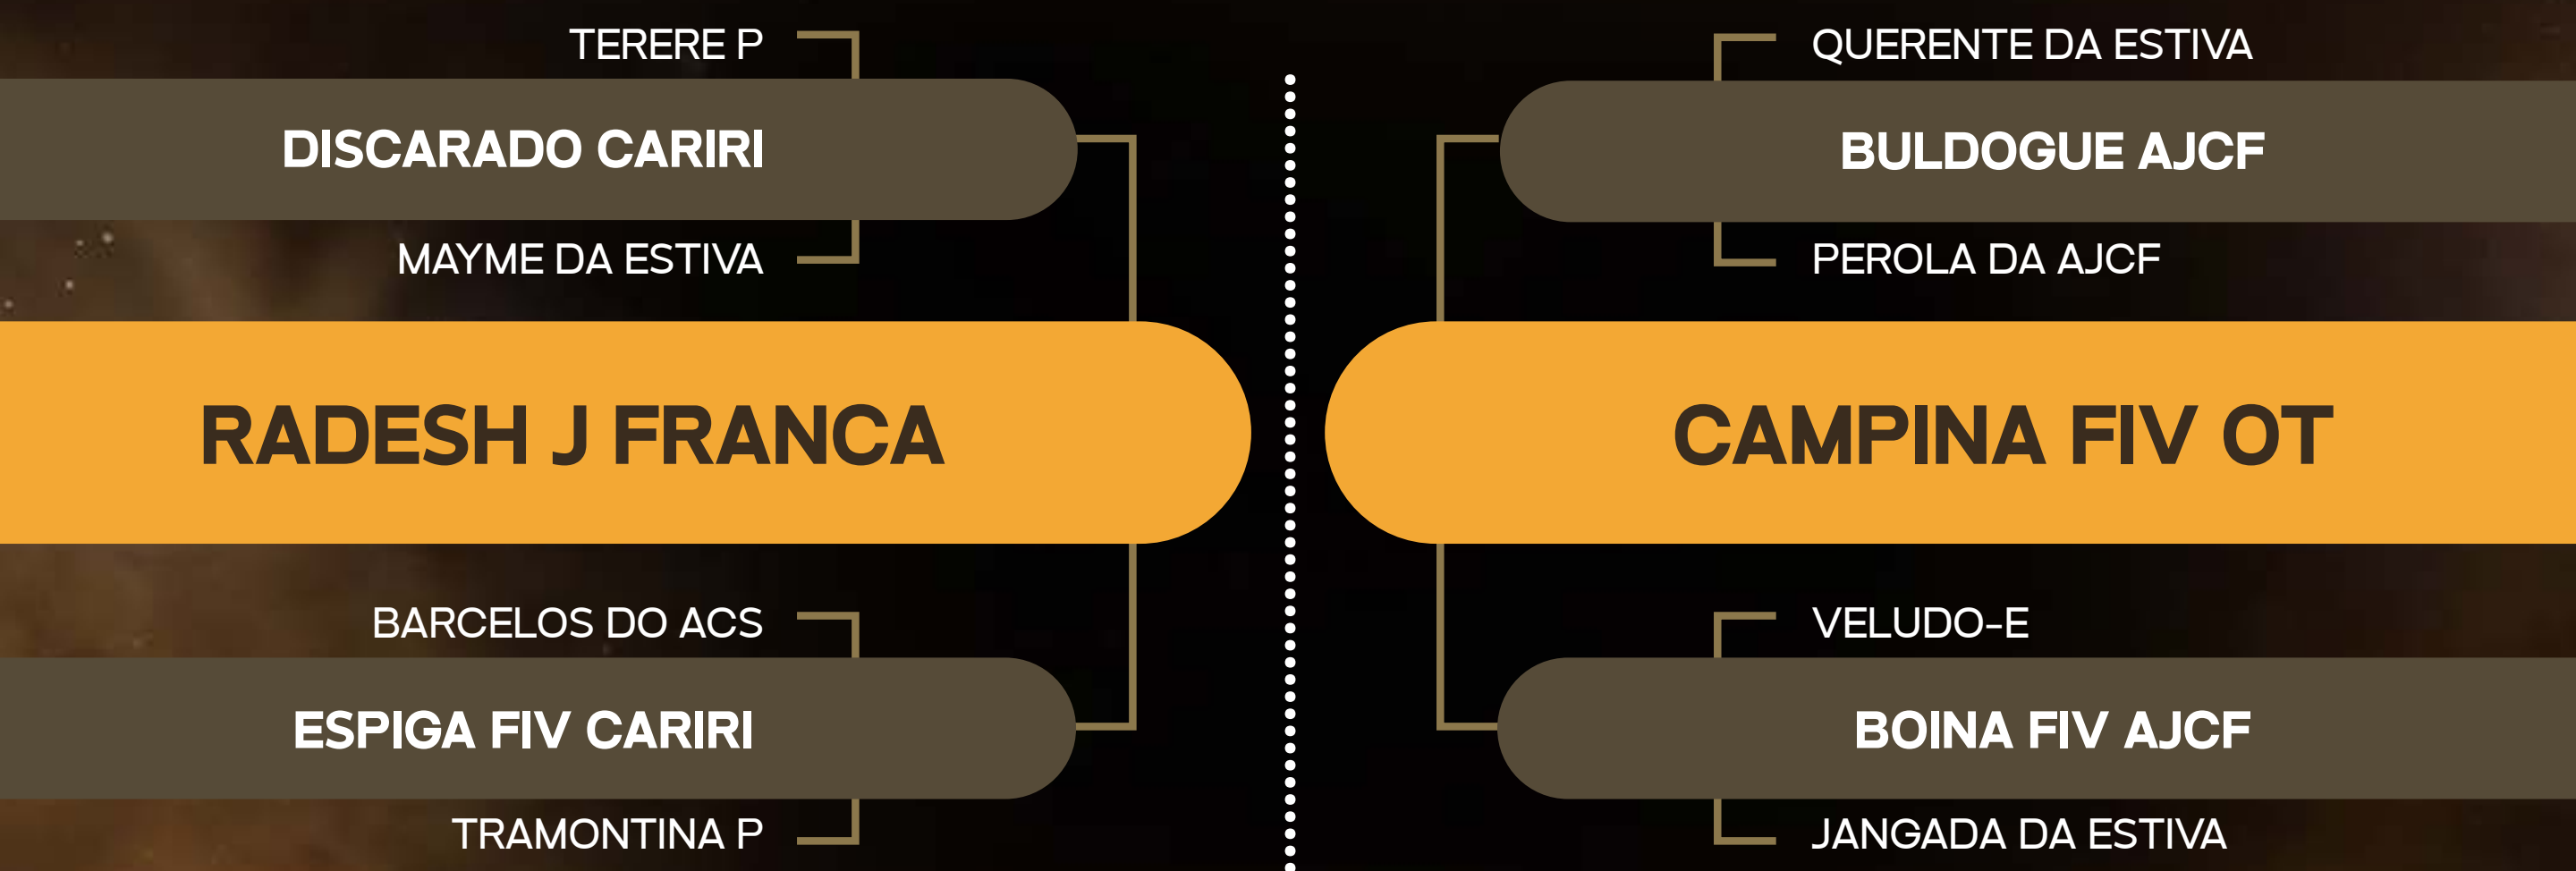 TERERE P
DISCARADO CARIRI
MAYME DA ESTIVA
RADESH J FRANCA
BARCELOS DO ACS
ESPIGA FIV CARIRI
TRAMONTINA P
QUERENTE DA ESTIVA
BULDOGUE AJCF
PEROLA DA AJCF
CAMPINA FIV OT
VELUDO-E
BOINA FIV AJCF
JANGADA DA ESTIVA